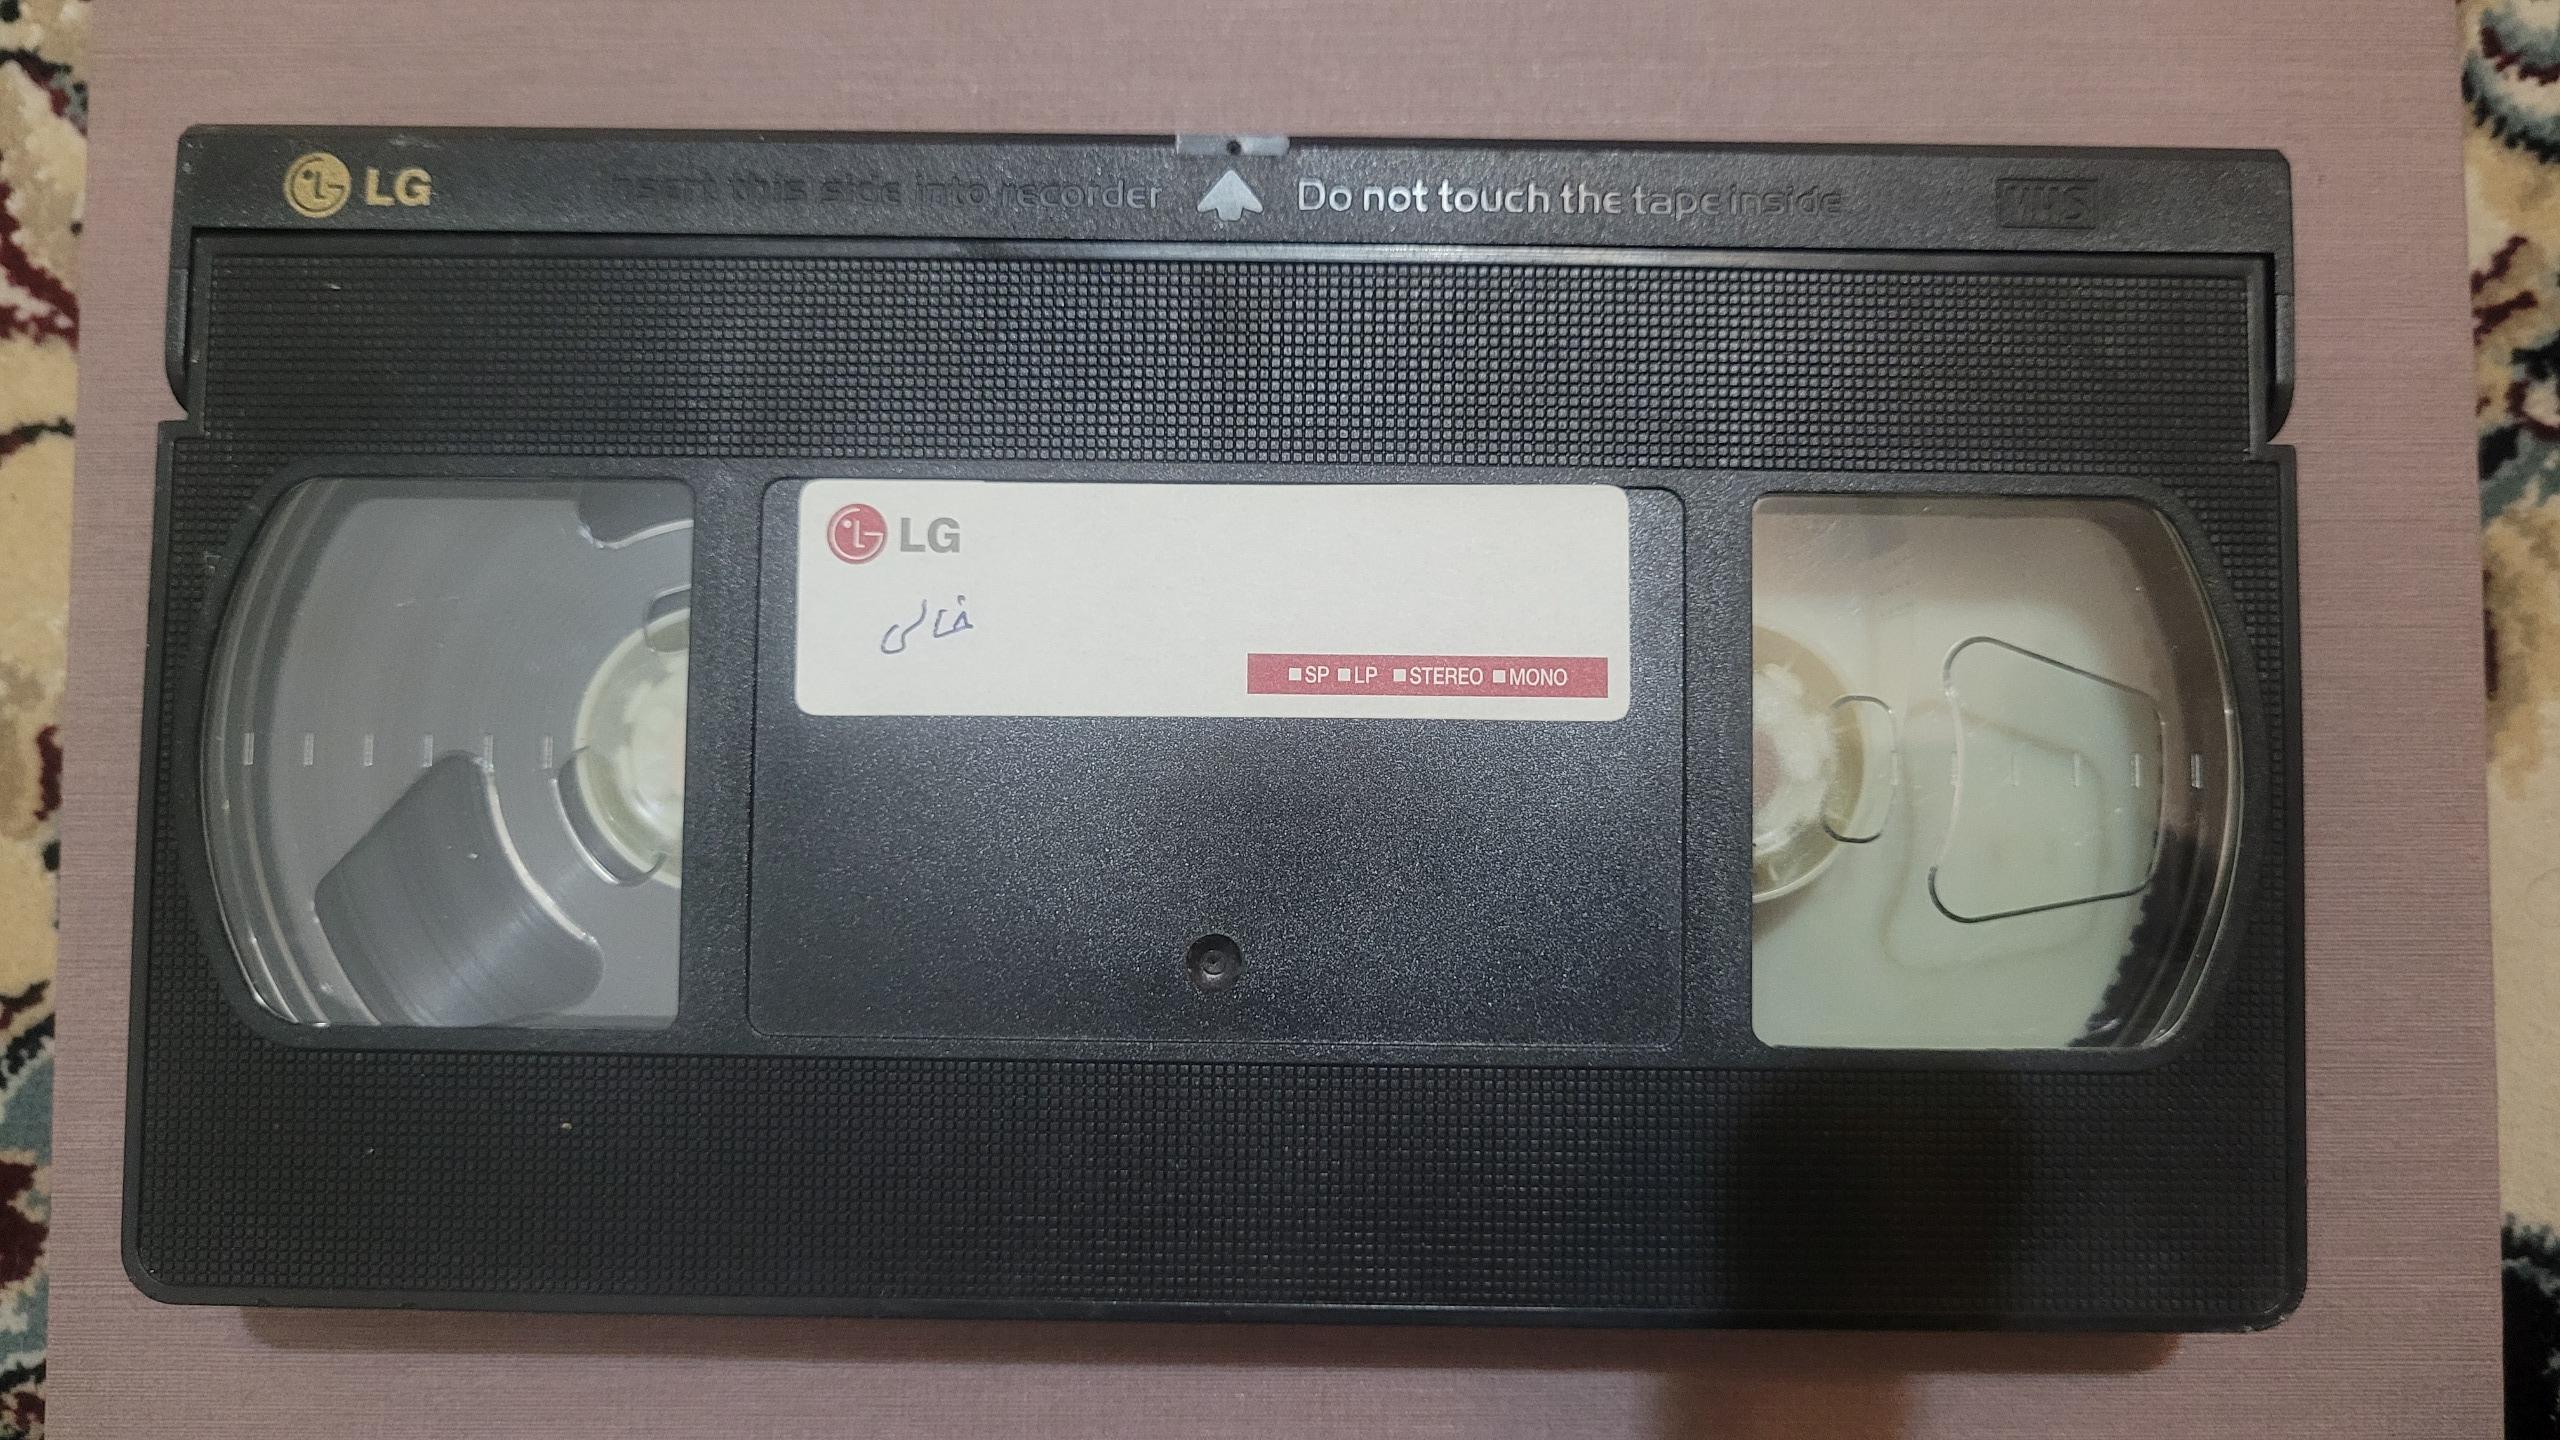 LG Insert this side into recorder Do not touch the tape inside VHS
LG
خالی
SP LP STEREO MONO